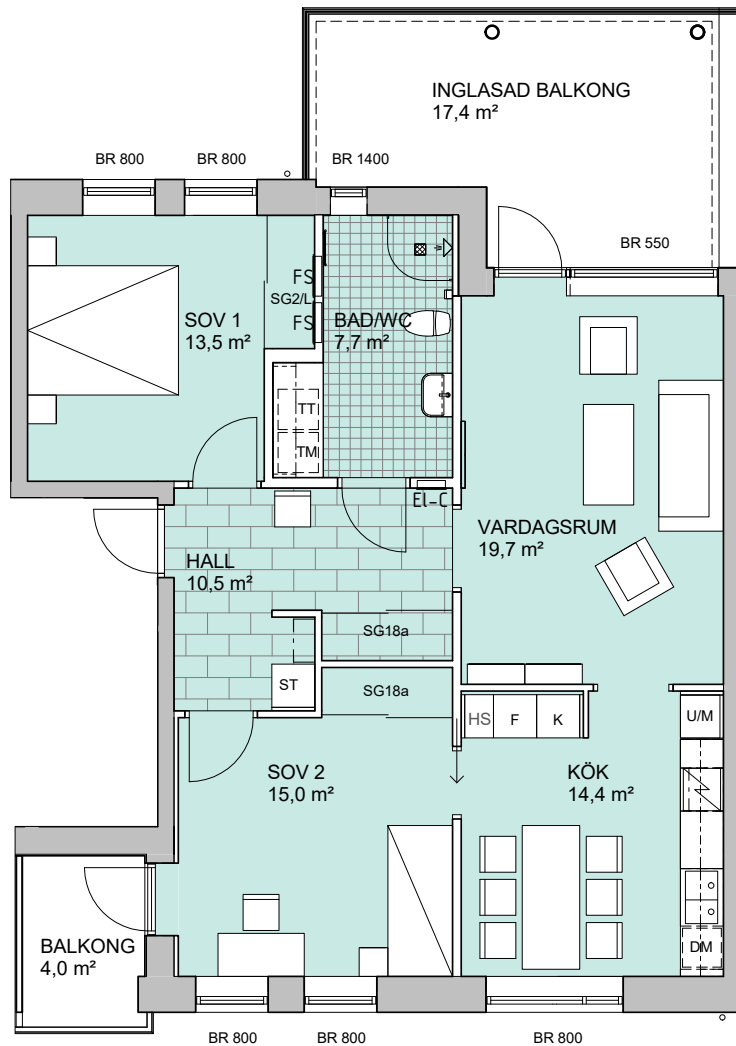 INGLASAD BALKONG
17,4 m²
BR 800
BR 800
BR 1400
BR 550
FS
SG2/L
FS
SOV 1
13,5 m²
BAD/WC
7,7 m²
TT
TM
El-C
VARDAGSRUM
19,7 m²
HALL
10,5 m²
SG18a
ST
SG18a
HS
F
K
U/M
SOV 2
15,0 m²
KÖK
14,4 m²
BALKONG
4,0 m²
DM
BR 800
BR 800
BR 800